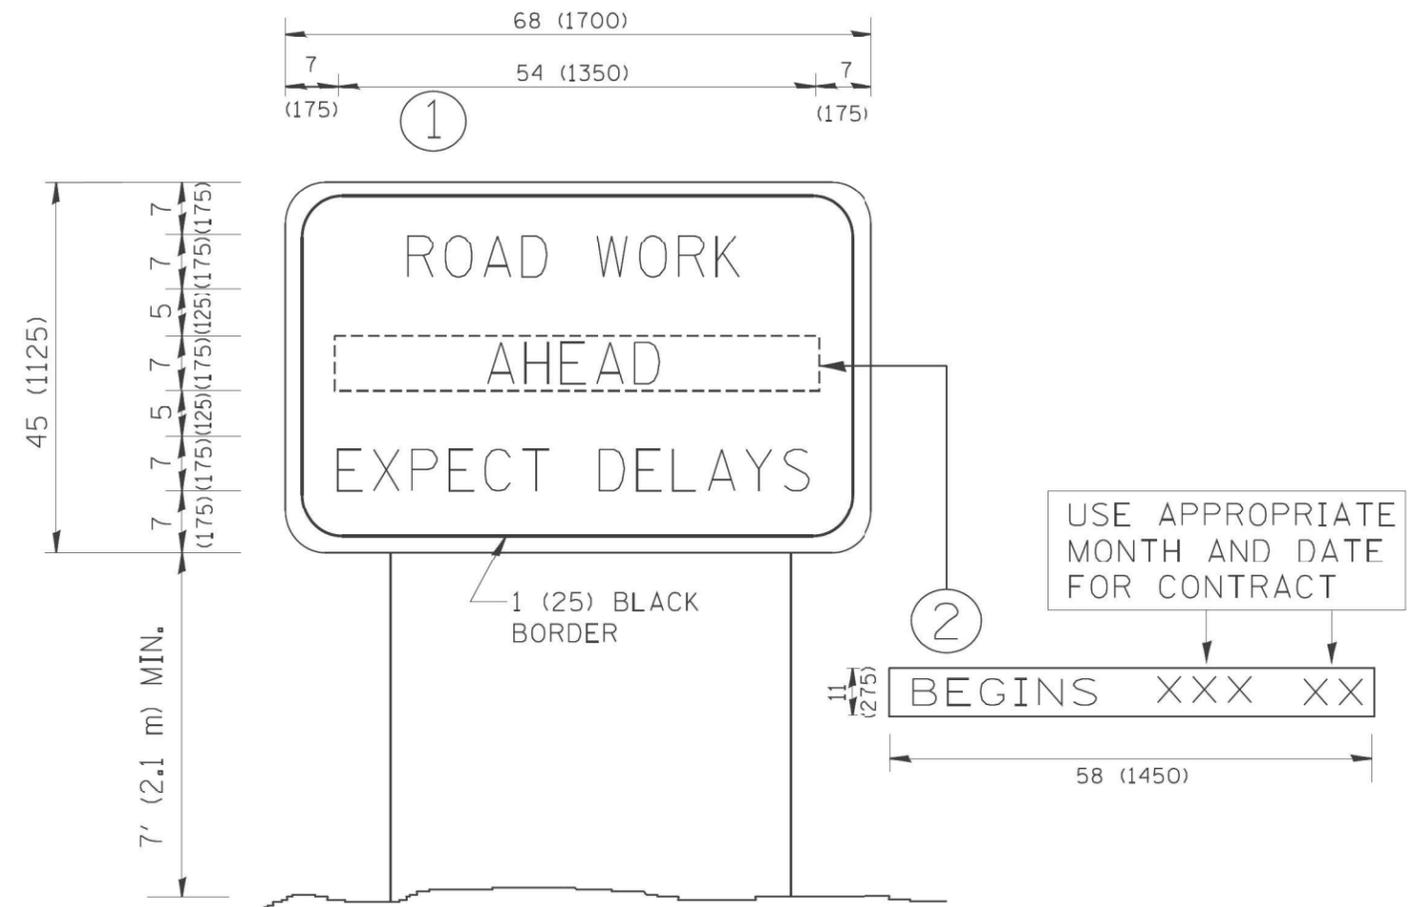 68 (1700)
7
54 (1350)
7
(175)
(175)
1
7
(175)
7
(175)
5
(125)
7
(175)
5
(125)
7
(175)
7
(175)
45 (1125)
ROAD WORK
AHEAD
EXPECT DELAYS
1 (25) BLACK
BORDER
7' (2.1 m) MIN.
2
USE APPROPRIATE
MONTH AND DATE
FOR CONTRACT
11
(275)
BEGINS XXX XX
58 (1450)